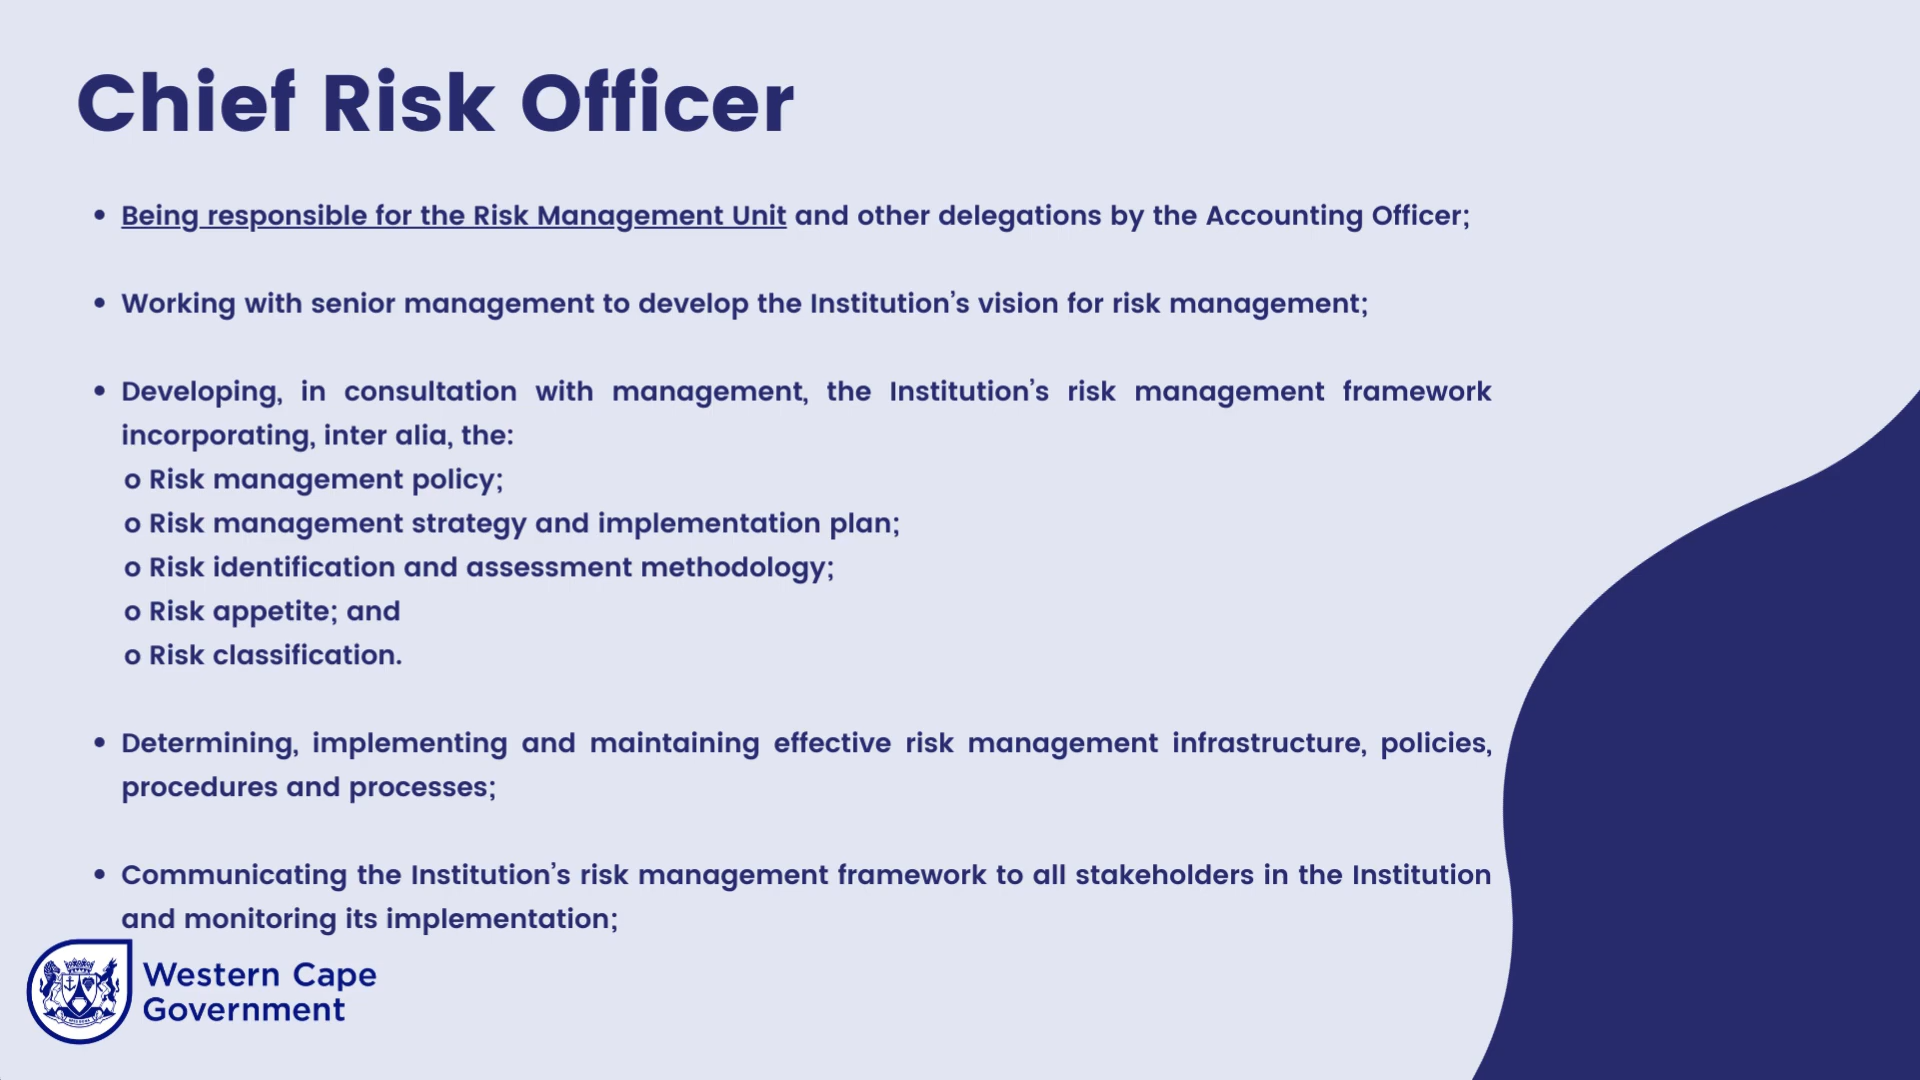 Chief Risk Officer
• Being responsible for the Risk Management Unit and other delegations by the Accounting Officer;
• Working with senior management to develop the Institution’s vision for risk management;
• Developing, in consultation with management, the Institution’s risk management framework
incorporating, inter alia, the:
o Risk management policy;
o Risk management strategy and implementation plan;
o Risk identification and assessment methodology;
o Risk appetite; and
o Risk classification.
• Determining, implementing and maintaining effective risk management infrastructure, policies,
procedures and processes;
• Communicating the Institution’s risk management framework to all stakeholders in the Institution
and monitoring its implementation;
Western Cape
Government